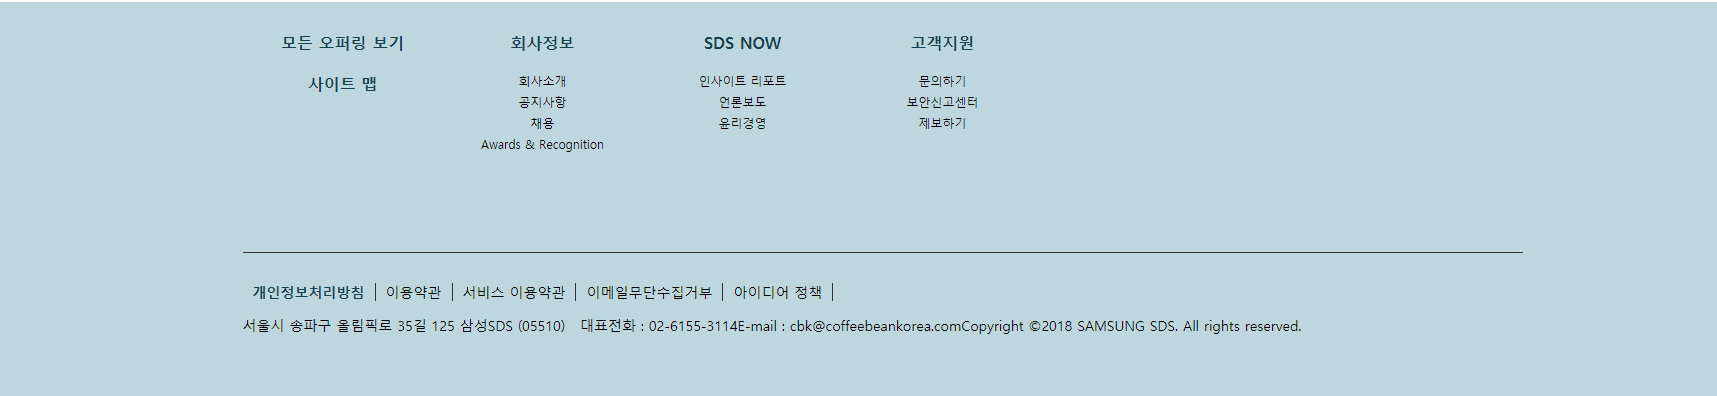 모든 오퍼링 보기
사이트 맵
회사정보
회사소개
공지사항
채용
Awards & Recognition
SDS NOW
인사이트 리포트
언론보도
윤리경영
고객지원
문의하기
보안신고센터
제보하기
개인정보처리방침 | 이용약관 | 서비스 이용약관 | 이메일무단수집거부 | 아이디어 정책 |
서울시 송파구 올림픽로 35길 125 삼성SDS (05510) 대표전화 : 02-6155-3114E-mail : cbk@coffeebeankorea.comCopyright ©2018 SAMSUNG SDS. All rights reserved.